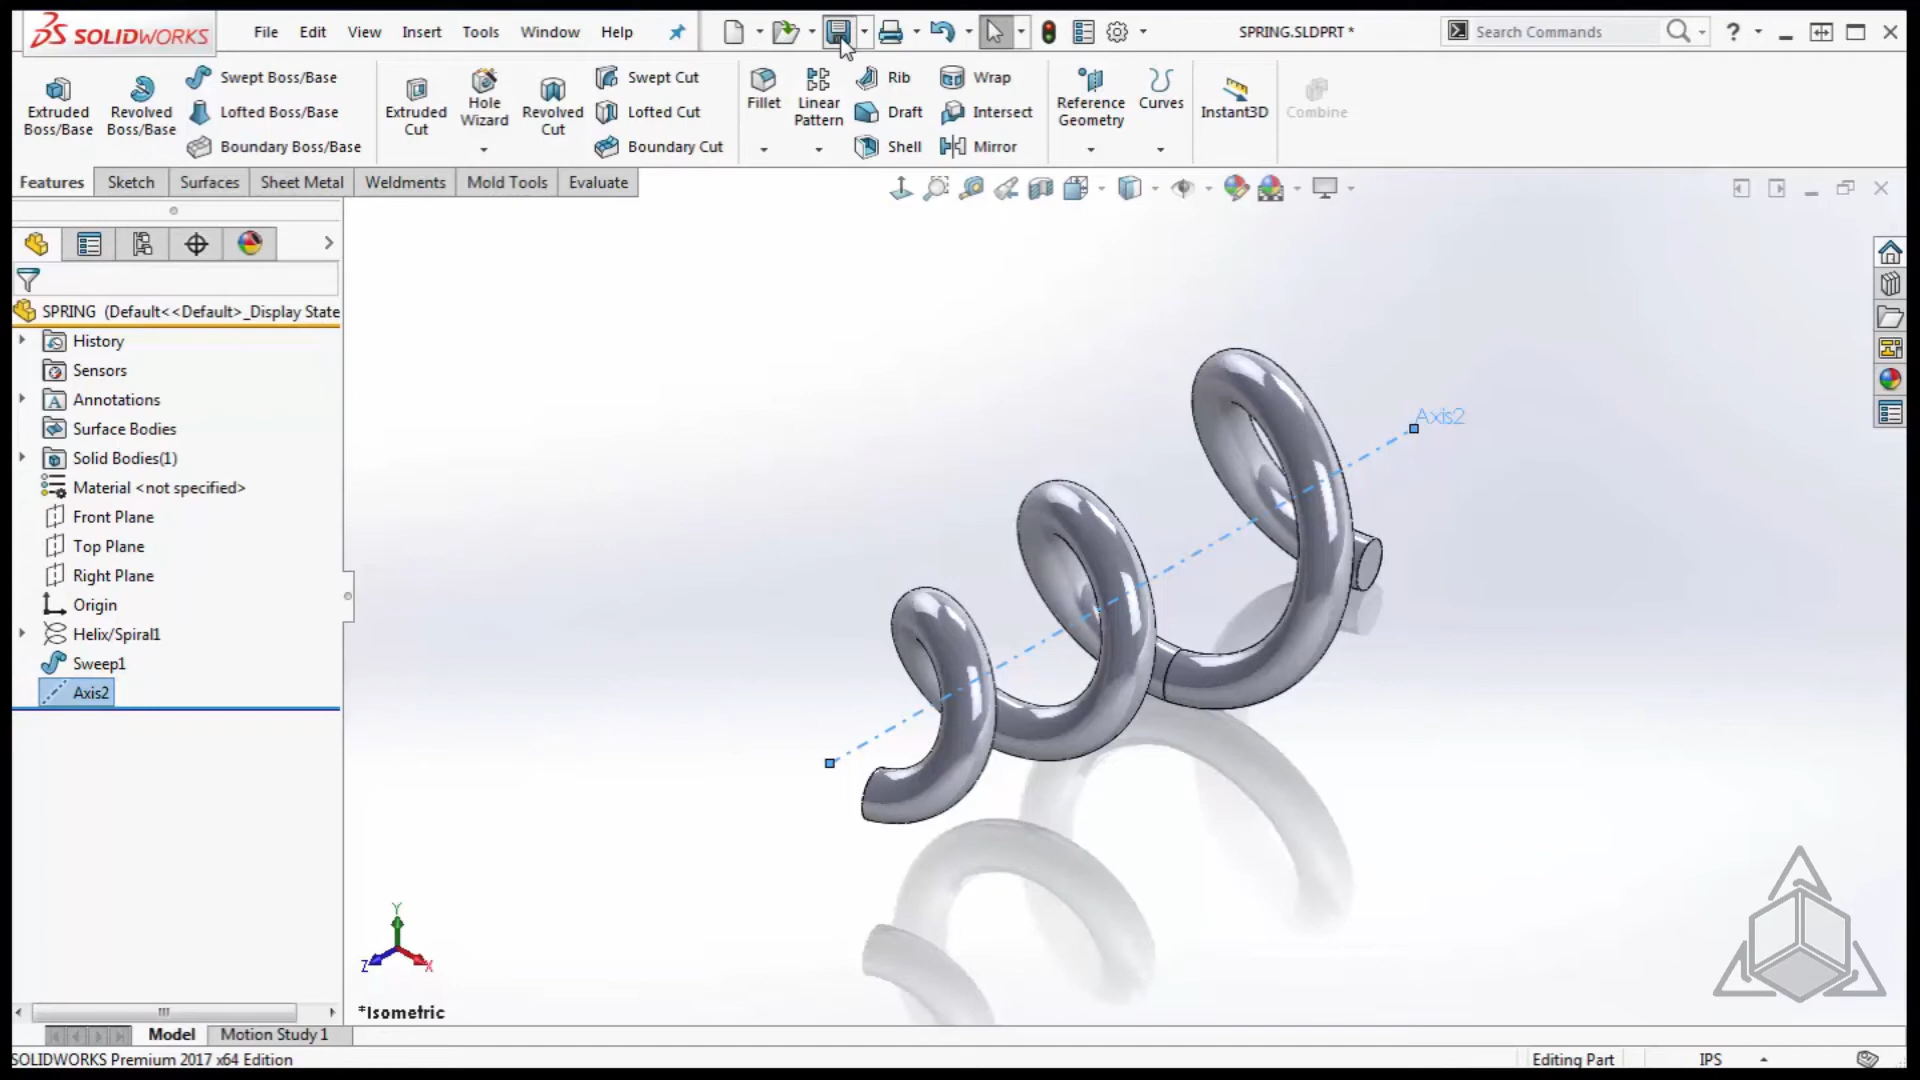 SOLIDWORKS File Edit View Insert Tools Window Help SPRING.SLDPRT * Search Commands ?
Extruded Boss/Base
Revolved Boss/Base
Swept Boss/Base
Lofted Boss/Base
Boundary Boss/Base
Extruded Cut
Hole Wizard
Revolved Cut
Swept Cut
Lofted Cut
Boundary Cut
Fillet
Linear Pattern
Rib
Draft
Shell
Wrap
Intersect
Mirror
Reference Geometry
Curves
Instant3D
Combine
Features Sketch Surfaces Sheet Metal Weldments Mold Tools Evaluate
SPRING (Default<<Default>_Display State
History
Sensors
Annotations
Surface Bodies
Solid Bodies(1)
Material <not specified>
Front Plane
Top Plane
Right Plane
Origin
Helix/Spiral1
Sweep1
Axis2
Axis2
Y
Z
X
*Isometric
Model Motion Study 1
SOLIDWORKS Premium 2017 x64 Edition Editing Part IPS